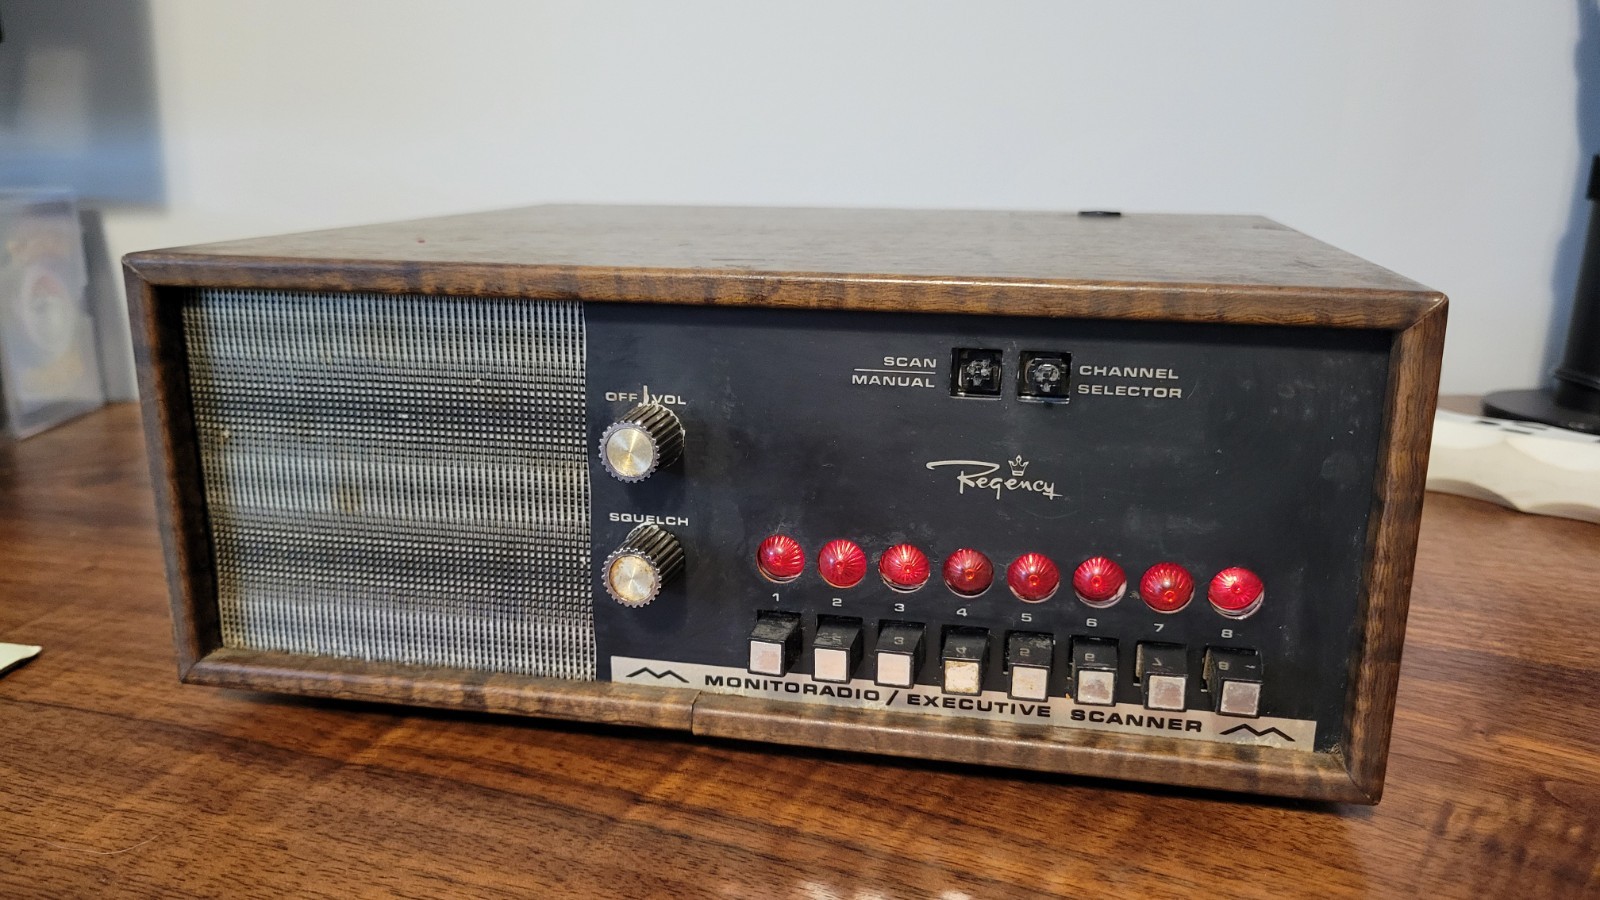 OFF VOL
SCAN
MANUAL
CHANNEL
SELECTOR
Regency
SQUELCH
1 2 3 4 5 6 7 8
MONITORADIO / EXECUTIVE SCANNER